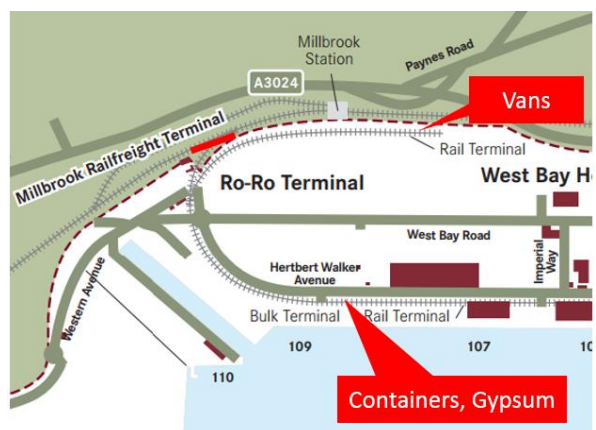 Millbrook
Station
Paynes Road
A3024
Vans
Millbrook Railfreight Terminal
Rail Terminal
Ro-Ro Terminal
West Bay H
West Bay Road
Imperial
Way
Hertbert Walker
Avenue
Western Avenue
Bulk Terminal
Rail Terminal
109
107
10
110
Containers, Gypsum